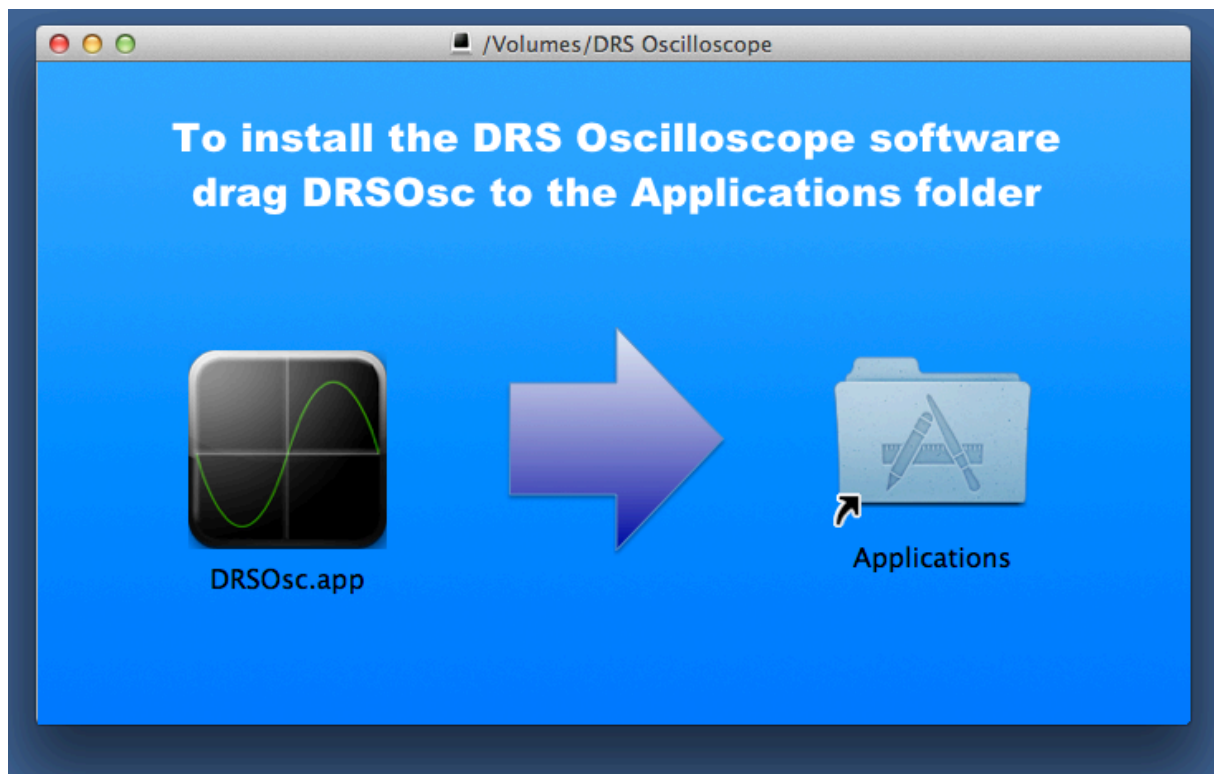 /Volumes/DRS Oscilloscope
To install the DRS Oscilloscope software
drag DRSOsc to the Applications folder
DRSOsc.app
Applications